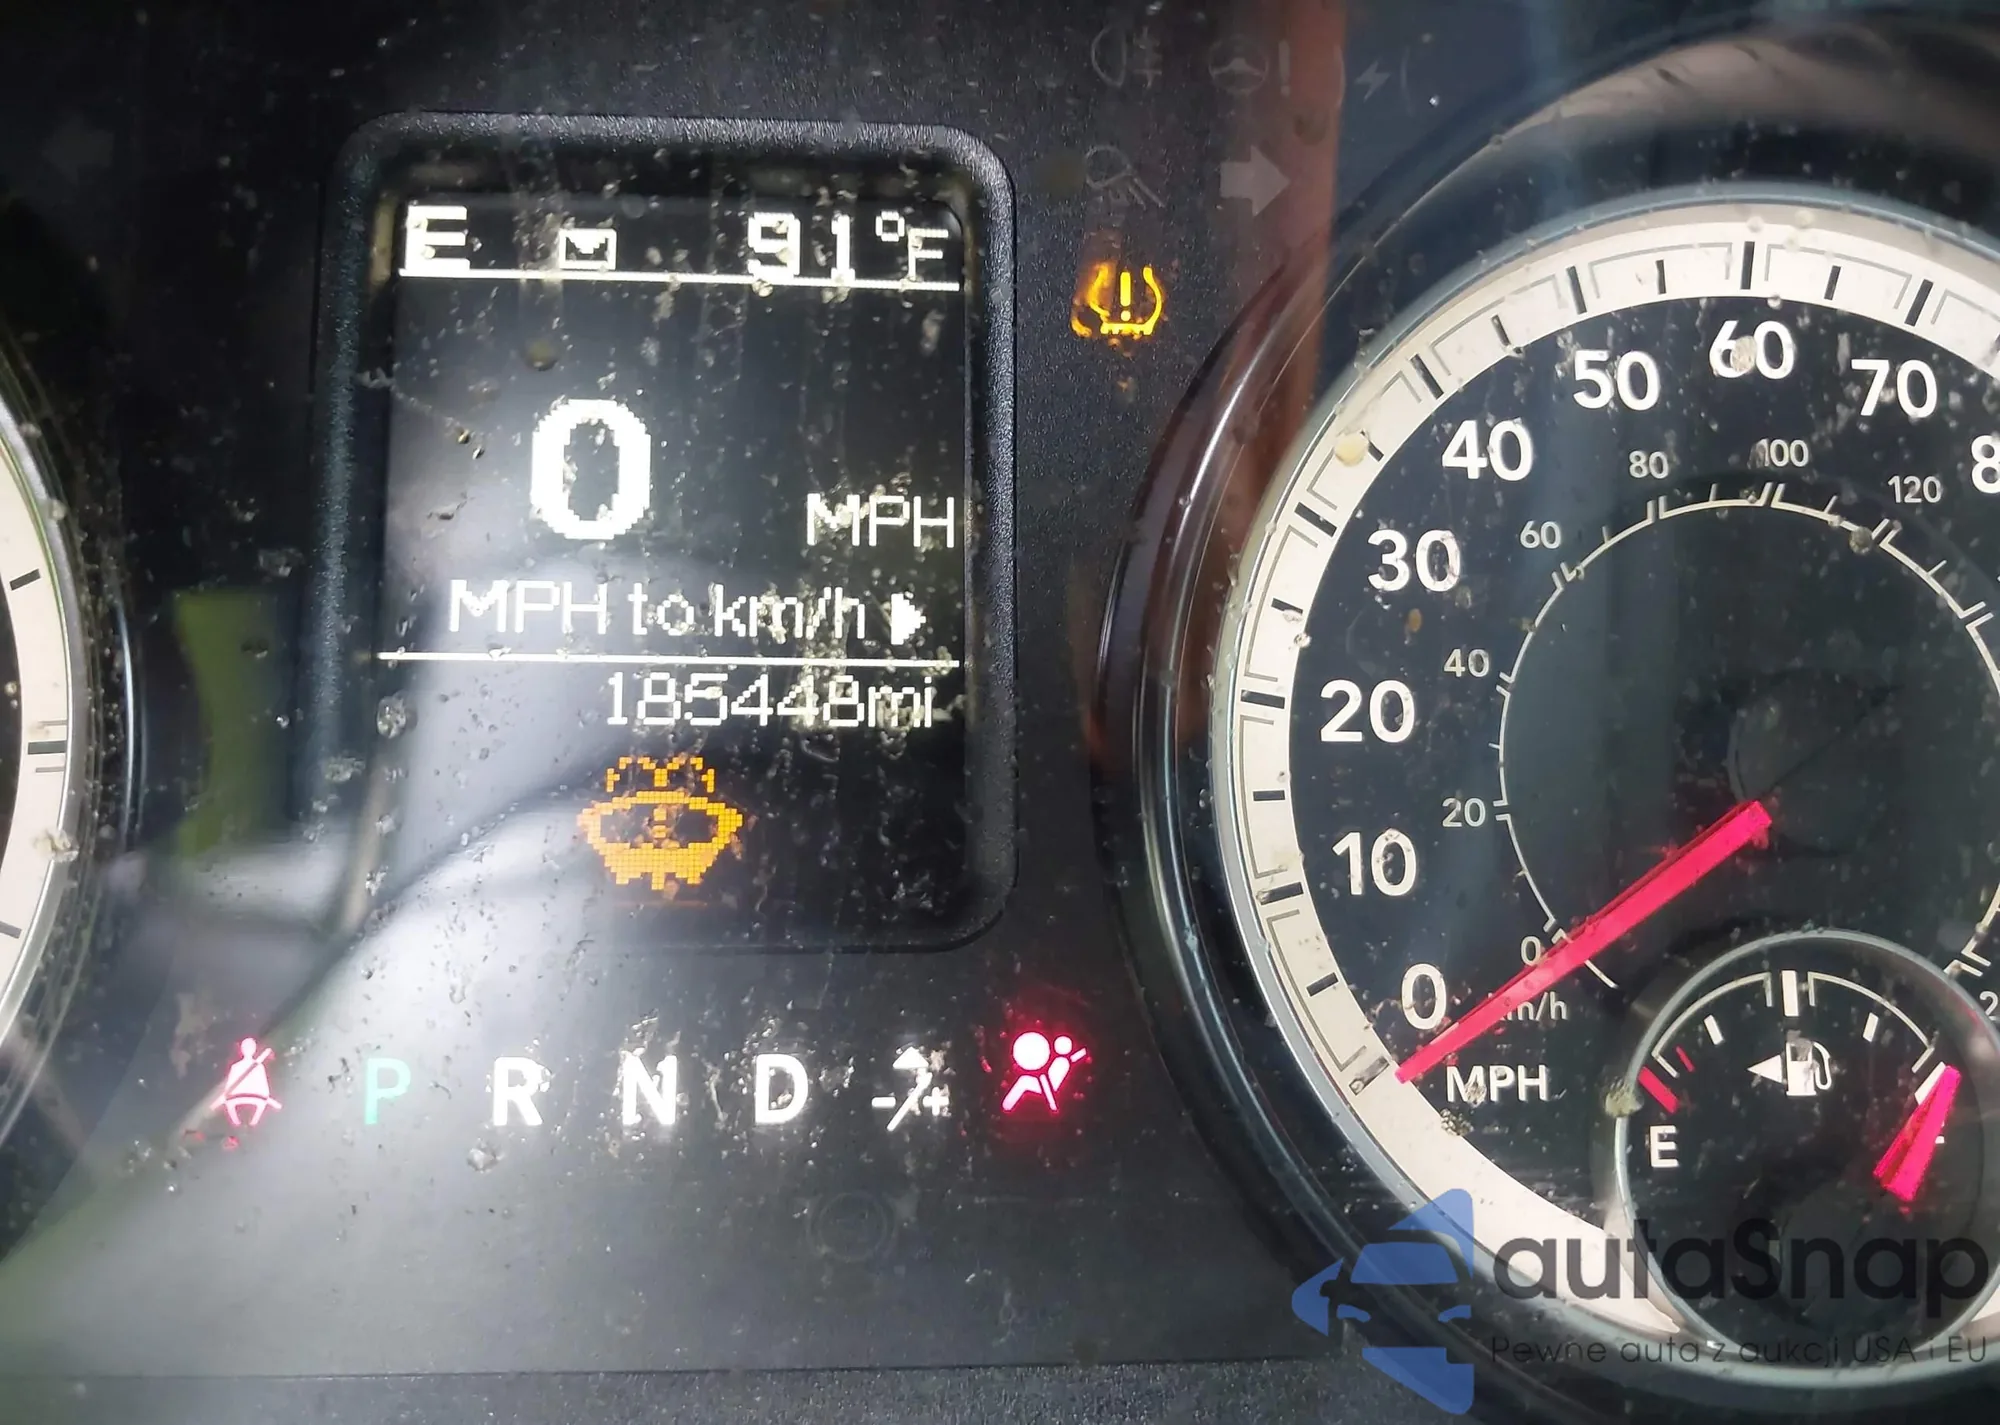 E 91°F
0 MPH
MPH to km/h
185448mi
P R N D - +
0 10 20 30 40 50 60 70
0 20 40 60 80 100 120
MPH
E
autaSnap
Pewne auta z aukcji USA i EU